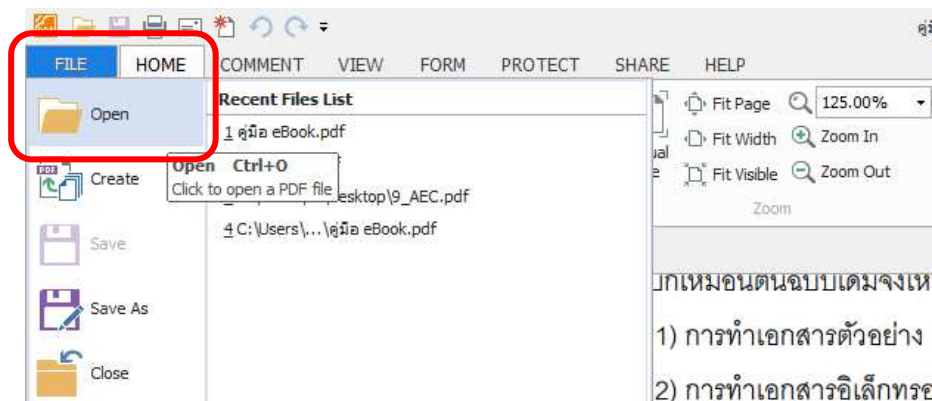 คู่มื
FILE HOME COMMENT VIEW FORM PROTECT SHARE HELP
Open
Recent Files List
1 คู่มือ eBook.pdf
Open Ctrl+O
Click to open a PDF file
esktop\9_AEC.pdf
4 C:\Users\...\คู่มือ eBook.pdf
Create
Save
Save As
Close
Fit Page 125.00%
Fit Width Zoom In
Fit Visible Zoom Out
Zoom
1) การทำเอกสารตัวอย่าง
2) การทำเอกสารอิเล็กทรอ